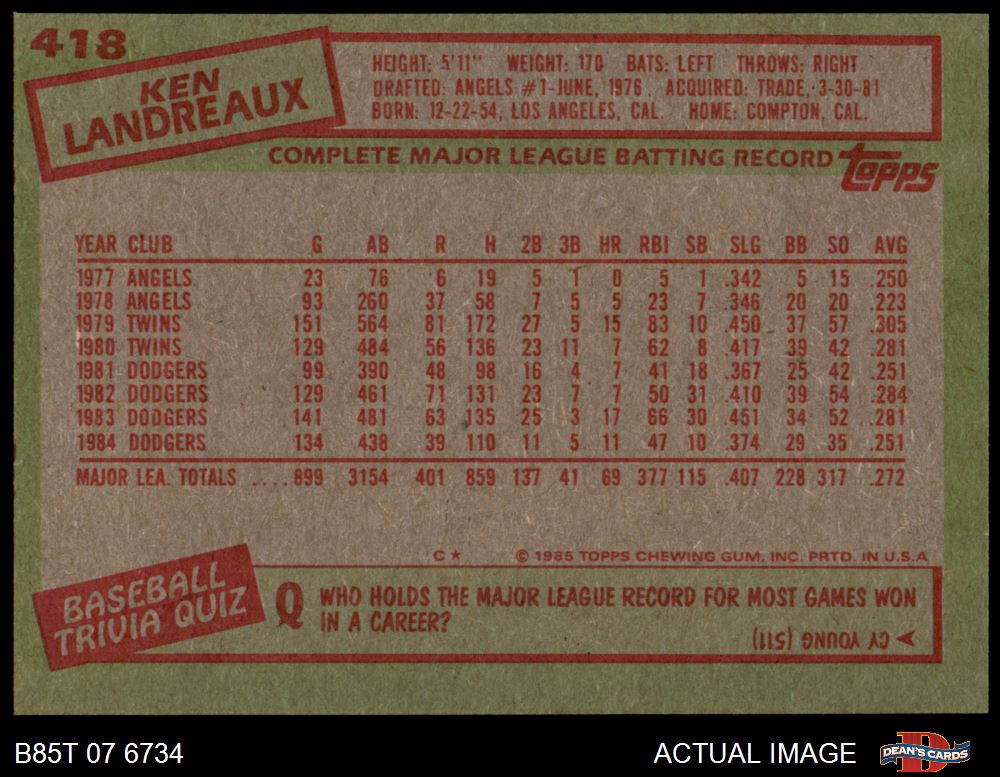 418
KEN
LANDREAUX
HEIGHT: 5'11" WEIGHT: 170 BATS: LEFT THROWS: RIGHT
DRAFTED: ANGELS #1-JUNE, 1976. ACQUIRED: TRADE, 3-30-81
BORN: 12-22-54, LOS ANGELES, CAL. HOME: COMPTON, CAL.
COMPLETE MAJOR LEAGUE BATTING RECORD topps
YEAR CLUB G AB R H 2B 3B HR RBI SB SLG BB SO AVG
1977 ANGELS 23 76 6 19 5 1 0 5 1 .342 5 15 .250
1978 ANGELS 93 260 37 58 7 5 5 23 7 .346 20 20 .223
1979 TWINS 151 564 81 172 27 5 15 83 10 .450 37 57 .305
1980 TWINS 129 484 56 136 23 11 7 62 8 .417 39 42 .281
1981 DODGERS 99 390 48 98 16 4 7 41 18 .367 25 42 .251
1982 DODGERS 129 461 71 131 23 7 7 50 31 .410 39 54 .284
1983 DODGERS 141 481 63 135 25 3 17 66 30 .451 34 52 .281
1984 DODGERS 134 438 39 110 11 5 11 47 10 .374 29 35 .251
MAJOR LEA. TOTALS ....899 3154 401 859 137 41 69 377 115 .407 228 317 .272
C* © 1985 TOPPS CHEWING GUM, INC. PRTD. IN U.S.A
BASEBALL
TRIVIA QUIZ
Q WHO HOLDS THE MAJOR LEAGUE RECORD FOR MOST GAMES WON
IN A CAREER?
CY YOUNG (511)
B85T 07 6734 ACTUAL IMAGE DEAN'S CARDS